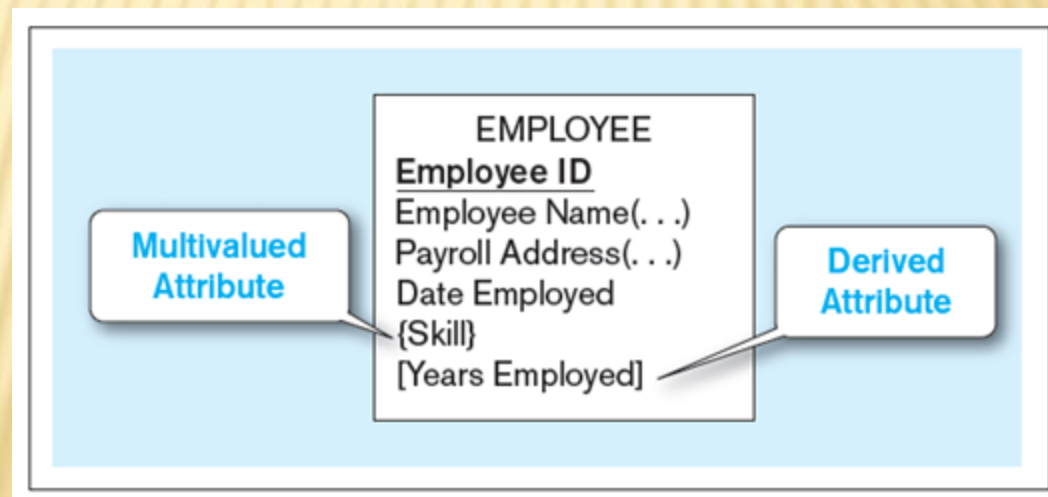 EMPLOYEE
Employee ID
Employee Name(. . .)
Payroll Address(. . .)
Date Employed
{Skill}
[Years Employed]
Multivalued
Attribute
Derived
Attribute